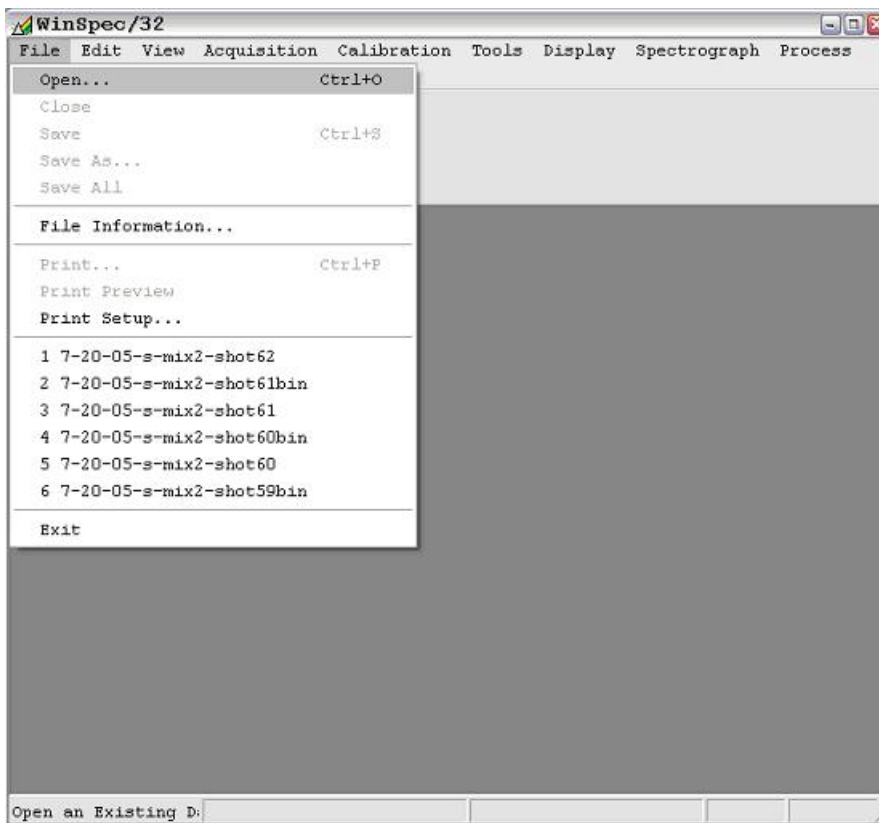 WinSpec/32
File Edit View Acquisition Calibration Tools Display Spectrograph Process
Open... Ctrl+O
Close
Save Ctrl+S
Save As...
Save All
File Information...
Print... Ctrl+P
Print Preview
Print Setup...
1 7-20-05-s-mix2-shot62
2 7-20-05-s-mix2-shot61bin
3 7-20-05-s-mix2-shot61
4 7-20-05-s-mix2-shot60bin
5 7-20-05-s-mix2-shot60
6 7-20-05-s-mix2-shot59bin
Exit
Open an Existing D